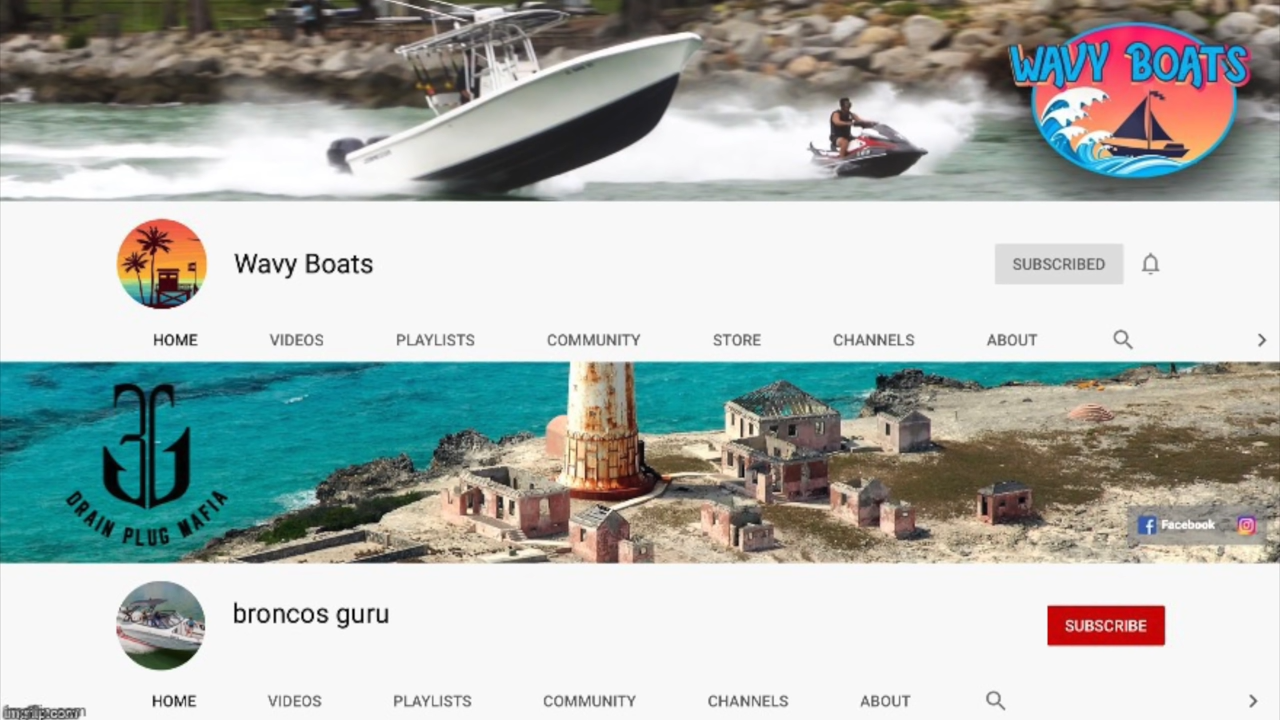 WAVY BOATS
Wavy Boats
SUBSCRIBED
HOME VIDEOS PLAYLISTS COMMUNITY STORE CHANNELS ABOUT
3G
DRAIN PLUG MAFIA
Facebook
broncos guru
SUBSCRIBE
HOME VIDEOS PLAYLISTS COMMUNITY CHANNELS ABOUT
imgflip.com